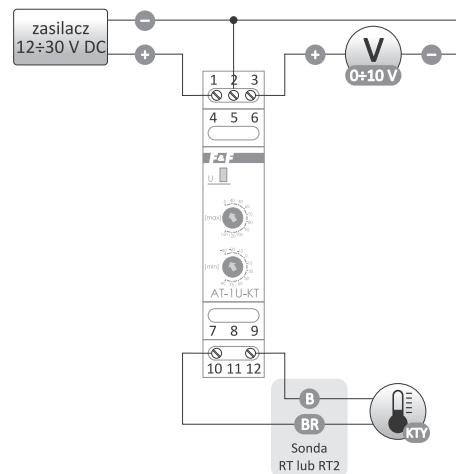 zasilacz
12÷30 V DC
−
+
+
V
0÷10 V
−
1 2 3
4 5 6
F&F
U
[max]
[min]
AT-1U-KT
7 8 9
10 11 12
B
BR
KTY
Sonda
RT lub RT2